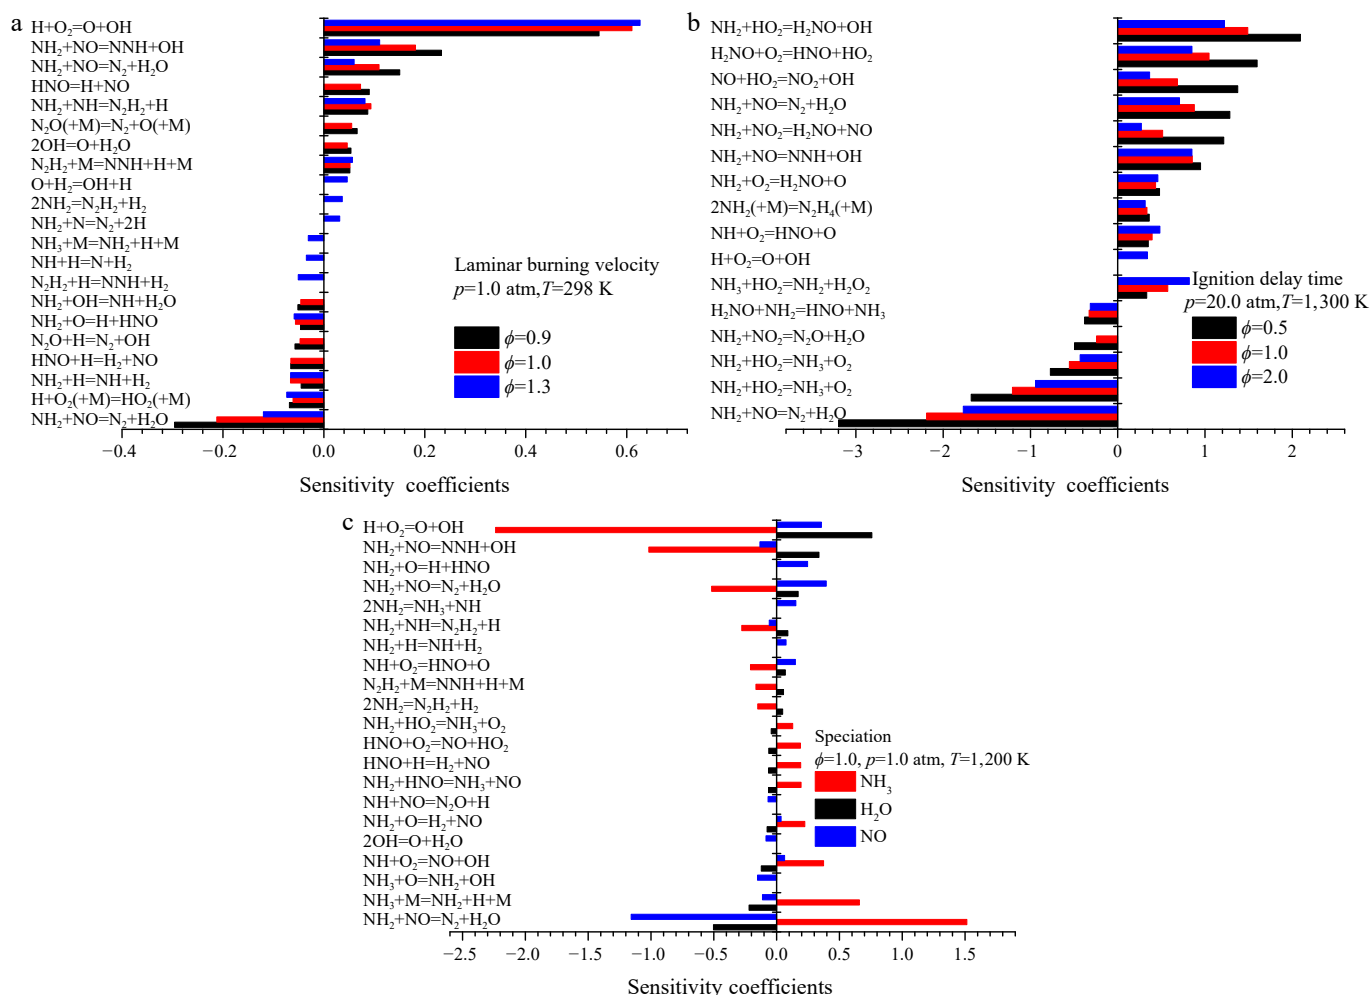 a
H+O₂=O+OH
NH₂+NO=NNH+OH
NH₂+NO=N₂+H₂O
HNO=H+NO
NH₂+NH=N₂H₂+H
N₂O(+M)=N₂+O(+M)
2OH=O+H₂O
N₂H₂+M=NNH+H+M
O+H₂=OH+H
2NH₂=N₂H₂+H₂
NH₂+N=N₂+2H
NH₃+M=NH₂+H+M
NH+H=N+H₂
N₂H₂+H=NNH+H₂
NH₂+OH=NH+H₂O
NH₂+O=H+HNO
N₂O+H=N₂+OH
HNO+H=H₂+NO
NH₂+H=NH+H₂
H+O₂(+M)=HO₂(+M)
NH₂+NO=N₂+H₂O
Laminar burning velocity
p=1.0 atm,T=298 K
ϕ=0.9
ϕ=1.0
ϕ=1.3
−0.4 −0.2 0.0 0.2 0.4 0.6
Sensitivity coefficients
b
NH₂+HO₂=H₂NO+OH
H₂NO+O₂=HNO+HO₂
NO+HO₂=NO₂+OH
NH₂+NO=N₂+H₂O
NH₂+NO₂=H₂NO+NO
NH₂+NO=NNH+OH
NH₂+O₂=H₂NO+O
2NH₂(+M)=N₂H₄(+M)
NH+O₂=HNO+O
H+O₂=O+OH
NH₃+HO₂=NH₂+H₂O₂
H₂NO+NH₂=HNO+NH₃
NH₂+NO₂=N₂O+H₂O
NH₂+HO₂=NH₃+O₂
NH₂+HO₂=NH₃+O₂
NH₂+NO=N₂+H₂O
Ignition delay time
p=20.0 atm,T=1,300 K
ϕ=0.5
ϕ=1.0
ϕ=2.0
−3 −2 −1 0 1 2
Sensitivity coefficients
c
H+O₂=O+OH
NH₂+NO=NNH+OH
NH₂+O=H+HNO
NH₂+NO=N₂+H₂O
2NH₂=NH₃+NH
NH₂+NH=N₂H₂+H
NH₂+H=NH+H₂
NH+O₂=HNO+O
N₂H₂+M=NNH+H+M
2NH₂=N₂H₂+H₂
NH₂+HO₂=NH₃+O₂
HNO+O₂=NO+HO₂
HNO+H=H₂+NO
NH₂+HNO=NH₃+NO
NH+NO=N₂O+H
NH₂+O=H₂+NO
2OH=O+H₂O
NH+O₂=NO+OH
NH₃+O=NH₂+OH
NH₃+M=NH₂+H+M
NH₂+NO=N₂+H₂O
Speciation
ϕ=1.0, p=1.0 atm, T=1,200 K
NH₃
H₂O
NO
−2.5 −2.0 −1.5 −1.0 −0.5 0.0 0.5 1.0 1.5
Sensitivity coefficients